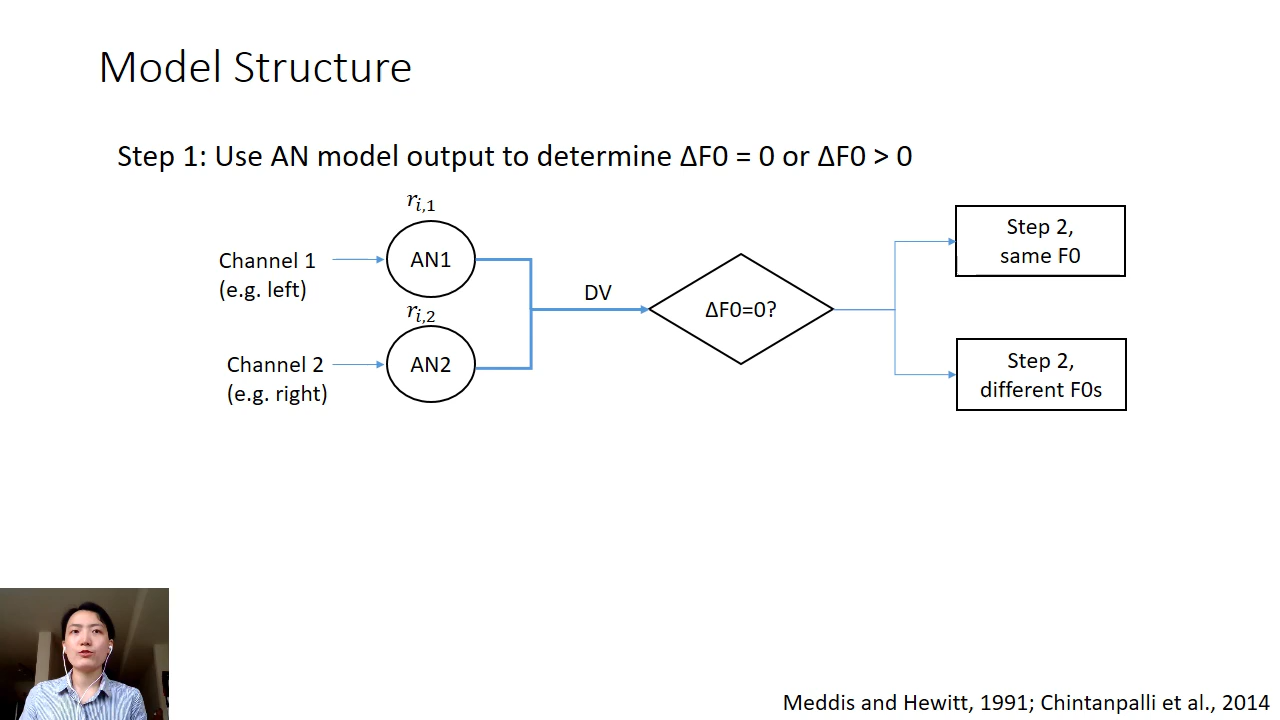 Model Structure
Step 1: Use AN model output to determine ΔF0 = 0 or ΔF0 > 0
r_{i,1}
Channel 1
(e.g. left)
AN1
r_{i,2}
Channel 2
(e.g. right)
AN2
DV
ΔF0=0?
Step 2,
same F0
Step 2,
different F0s
Meddis and Hewitt, 1991; Chintanpalli et al., 2014